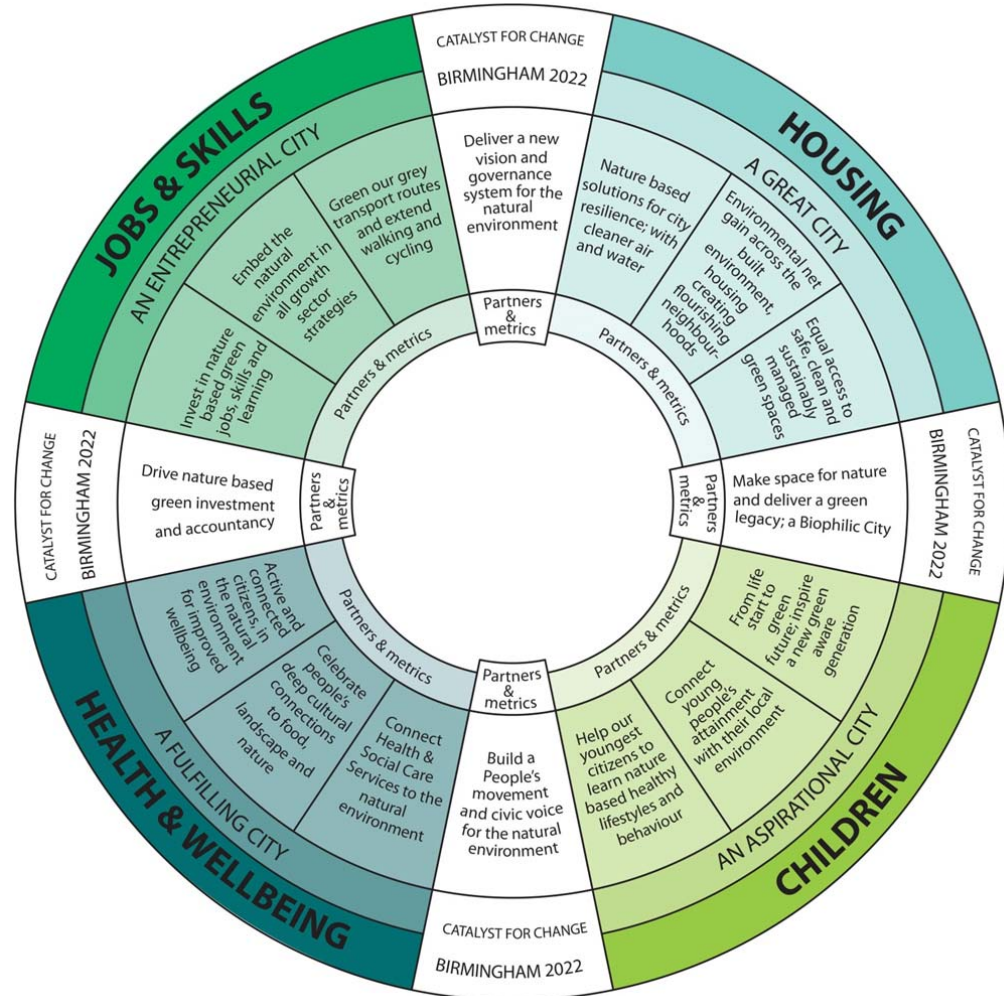 CATALYST FOR CHANGE
BIRMINGHAM 2022
Deliver a new
vision and
governance
system for the
natural
environment
Partners
&
metrics
HOUSING
A GREAT CITY
Nature based
solutions for city
resilience; with
cleaner air
and water
Environmental net
gain across the
built
environment,
housing
creating
flourishing
neighbour-
hoods
Equal access to
safe, clean and
sustainably
managed
green spaces
Partners & metrics
CATALYST FOR CHANGE
BIRMINGHAM 2022
Make space for nature
and deliver a green
legacy; a Biophilic City
Partners
&
metrics
CHILDREN
AN ASPIRATIONAL CITY
From life
start to
green
future; inspire
a new green
aware
generation
Connect
young
people's
attainment
with their local
environment
Help our
youngest
citizens to
learn nature
based healthy
lifestyles and
behaviour
Partners & metrics
CATALYST FOR CHANGE
BIRMINGHAM 2022
Build a
People's
movement
and civic voice
for the natural
environment
Partners
&
metrics
HEALTH & WELLBEING
A FULFILLING CITY
Connect
Health &
Social Care
Services to the
natural
environment
Celebrate
people's
deep cultural
connections
to food,
landscape and
nature
Active and
connected
citizens, in
the natural
environment
for improved
wellbeing
Partners & metrics
CATALYST FOR CHANGE
BIRMINGHAM 2022
Drive nature based
green investment
and accountancy
Partners
&
metrics
JOBS & SKILLS
AN ENTREPRENEURIAL CITY
Invest in nature
based green
jobs, skills and
learning
Embed the
natural
environment in
all growth
sector
strategies
Green our grey
transport routes
and extend
walking and
cycling
Partners & metrics